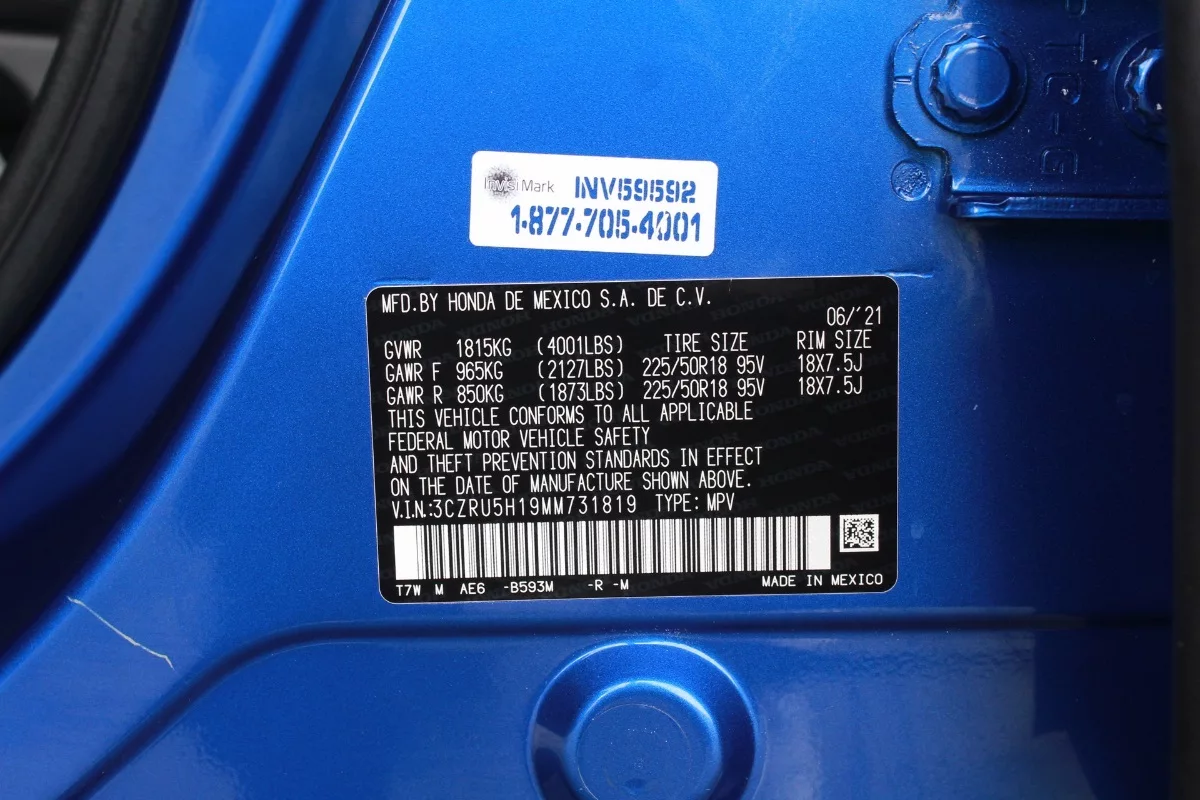 PTC-G
InvisiMark INV59592
1-877-705-4001
MFD.BY HONDA DE MEXICO S.A. DE C.V.
06/'21
GVWR 1815KG (4001LBS) TIRE SIZE RIM SIZE
GAWR F 965KG (2127LBS) 225/50R18 95V 18X7.5J
GAWR R 850KG (1873LBS) 225/50R18 95V 18X7.5J
THIS VEHICLE CONFORMS TO ALL APPLICABLE
FEDERAL MOTOR VEHICLE SAFETY
AND THEFT PREVENTION STANDARDS IN EFFECT
ON THE DATE OF MANUFACTURE SHOWN ABOVE.
V.I.N.:3CZRU5H19MM731819 TYPE: MPV
T7W M AE6 -B593M -R -M MADE IN MEXICO